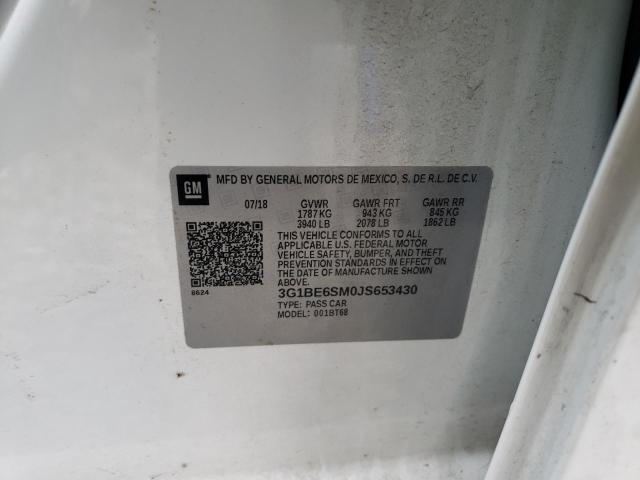 GM MFD BY GENERAL MOTORS DE MEXICO, S. DE R.L. DE C.V.
07/18 GVWR GAWR FRT GAWR RR
1787 KG 943 KG 845 KG
3940 LB 2078 LB 1862 LB
THIS VEHICLE CONFORMS TO ALL
APPLICABLE U.S. FEDERAL MOTOR
VEHICLE SAFETY, BUMPER, AND THEFT
PREVENTION STANDARDS IN EFFECT ON
THE DATE OF MANUFACTURE SHOWN
ABOVE.
8624
3G1BE6SM0JS653430
TYPE: PASS CAR
MODEL: 001BT68